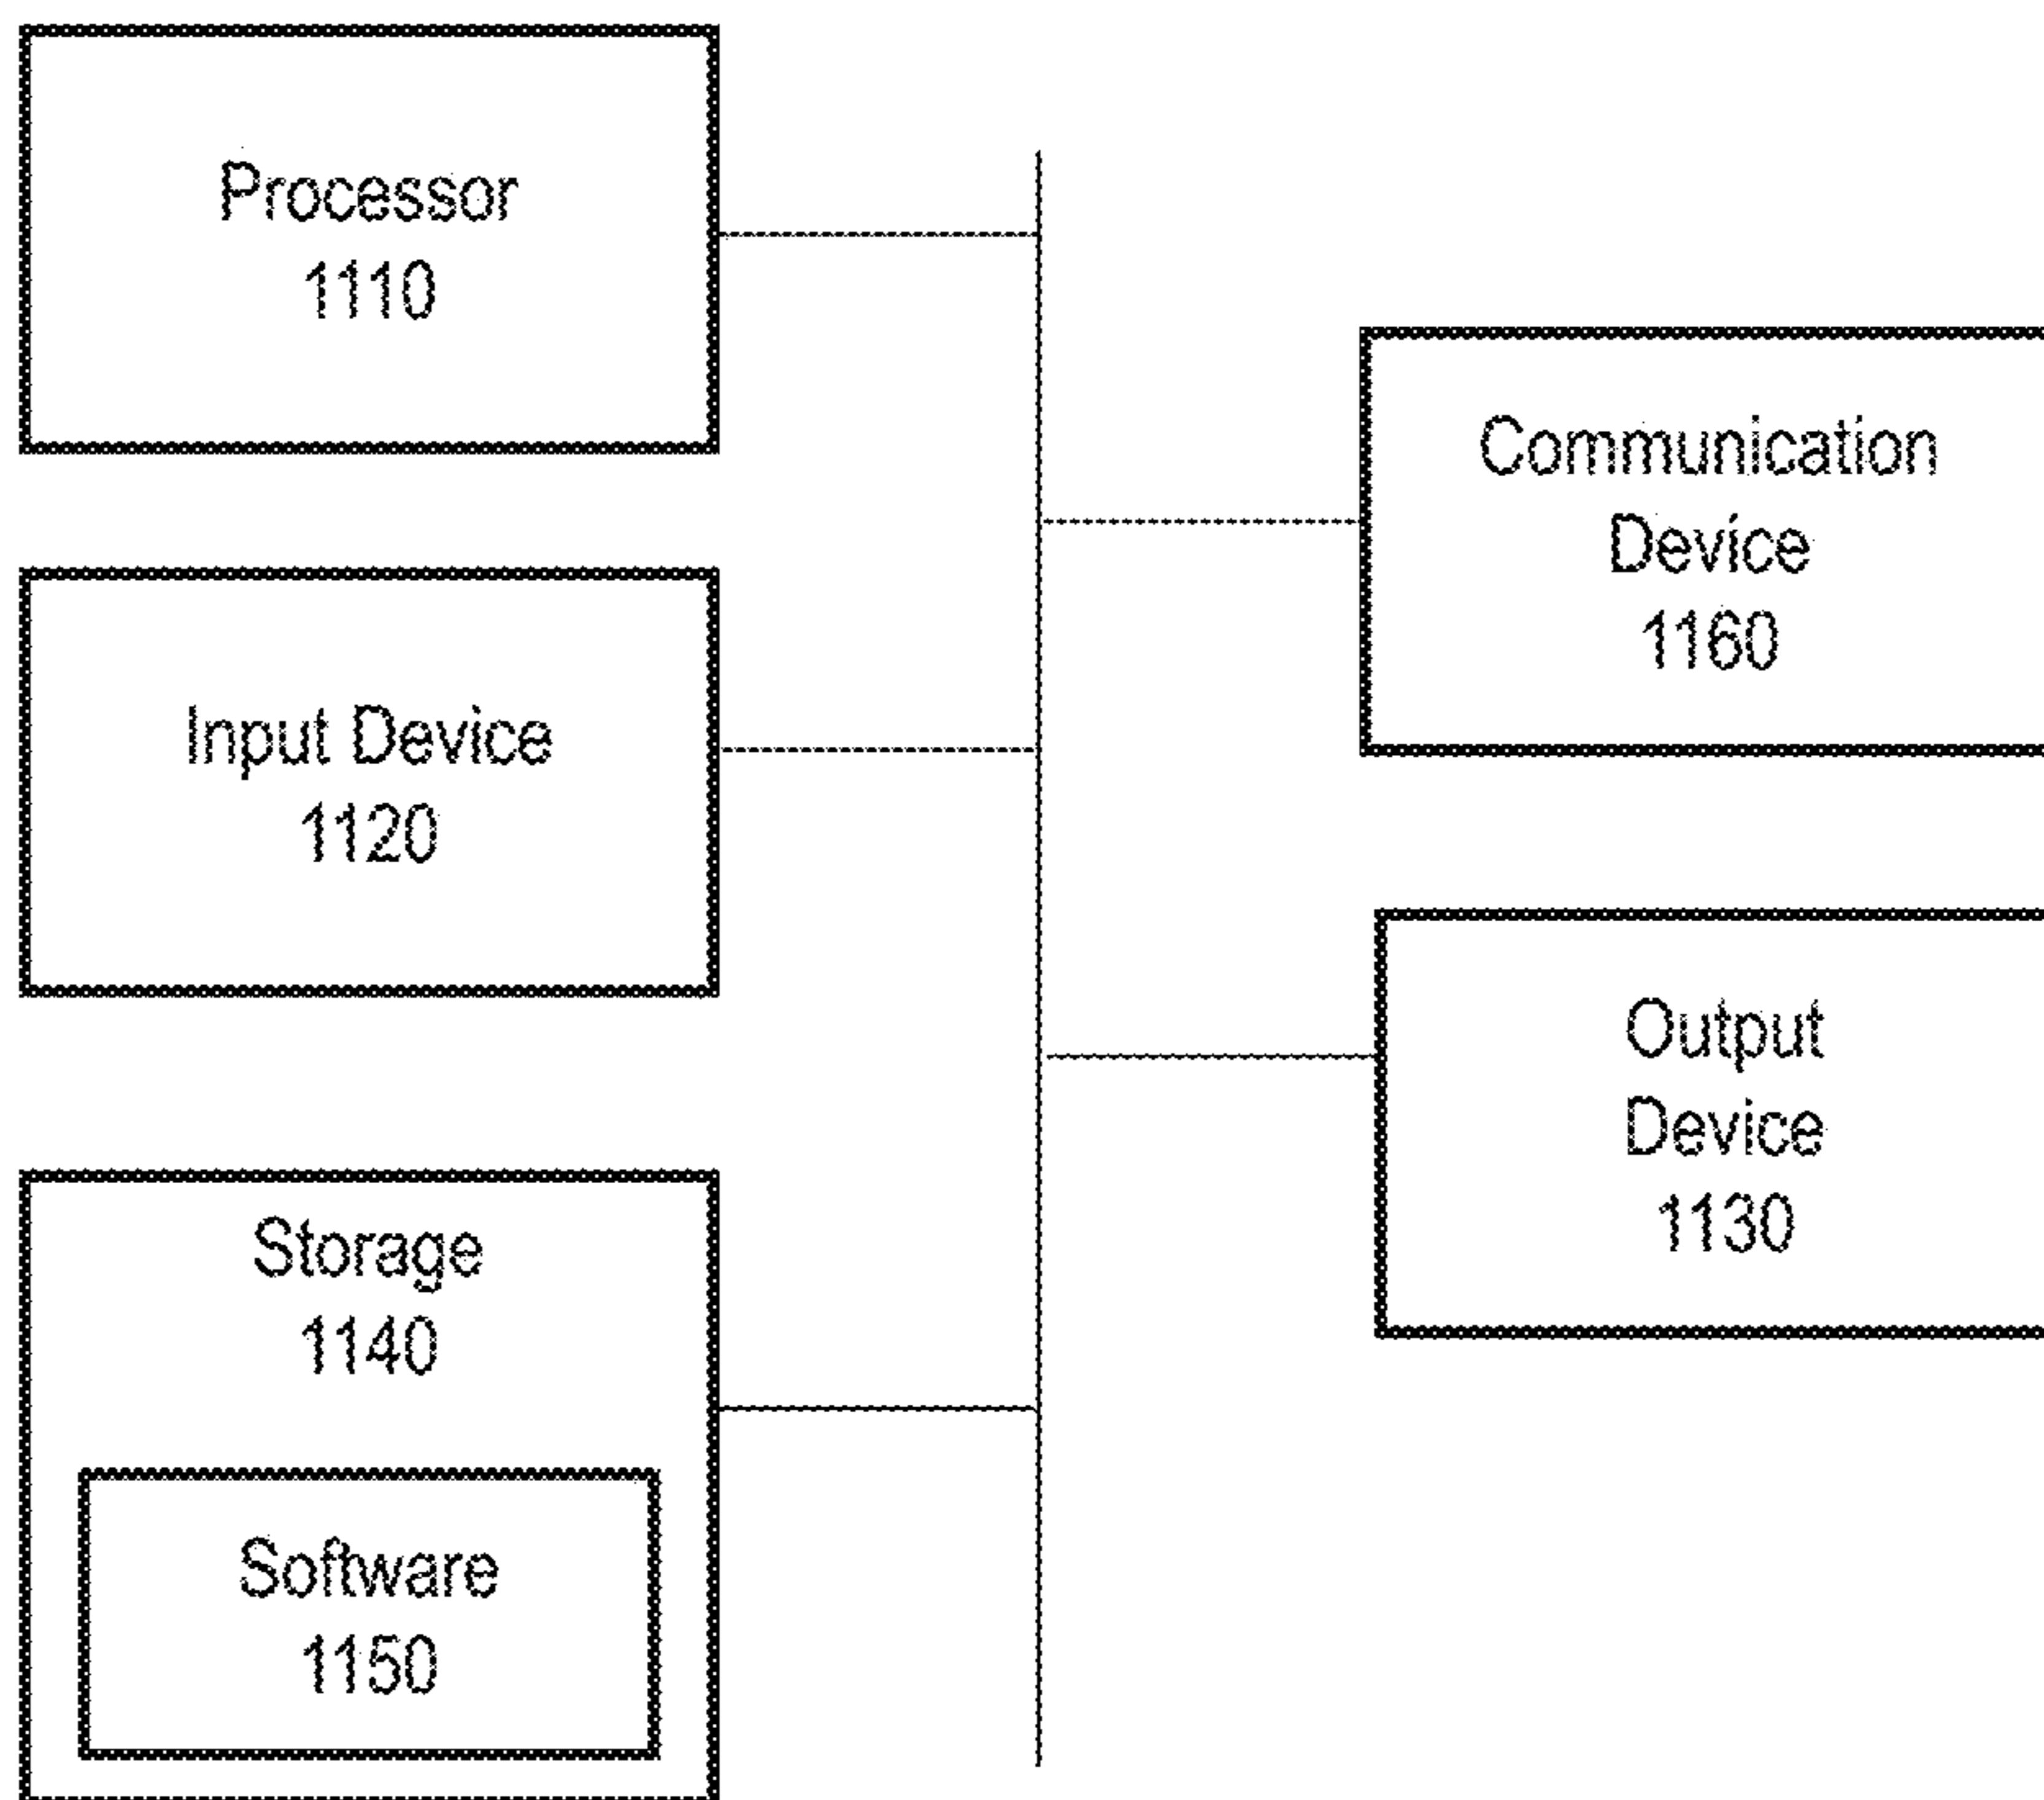 Processor
1110
Input Device
1120
Storage
1140
Software
1150
Communication
Device
1160
Output
Device
1130